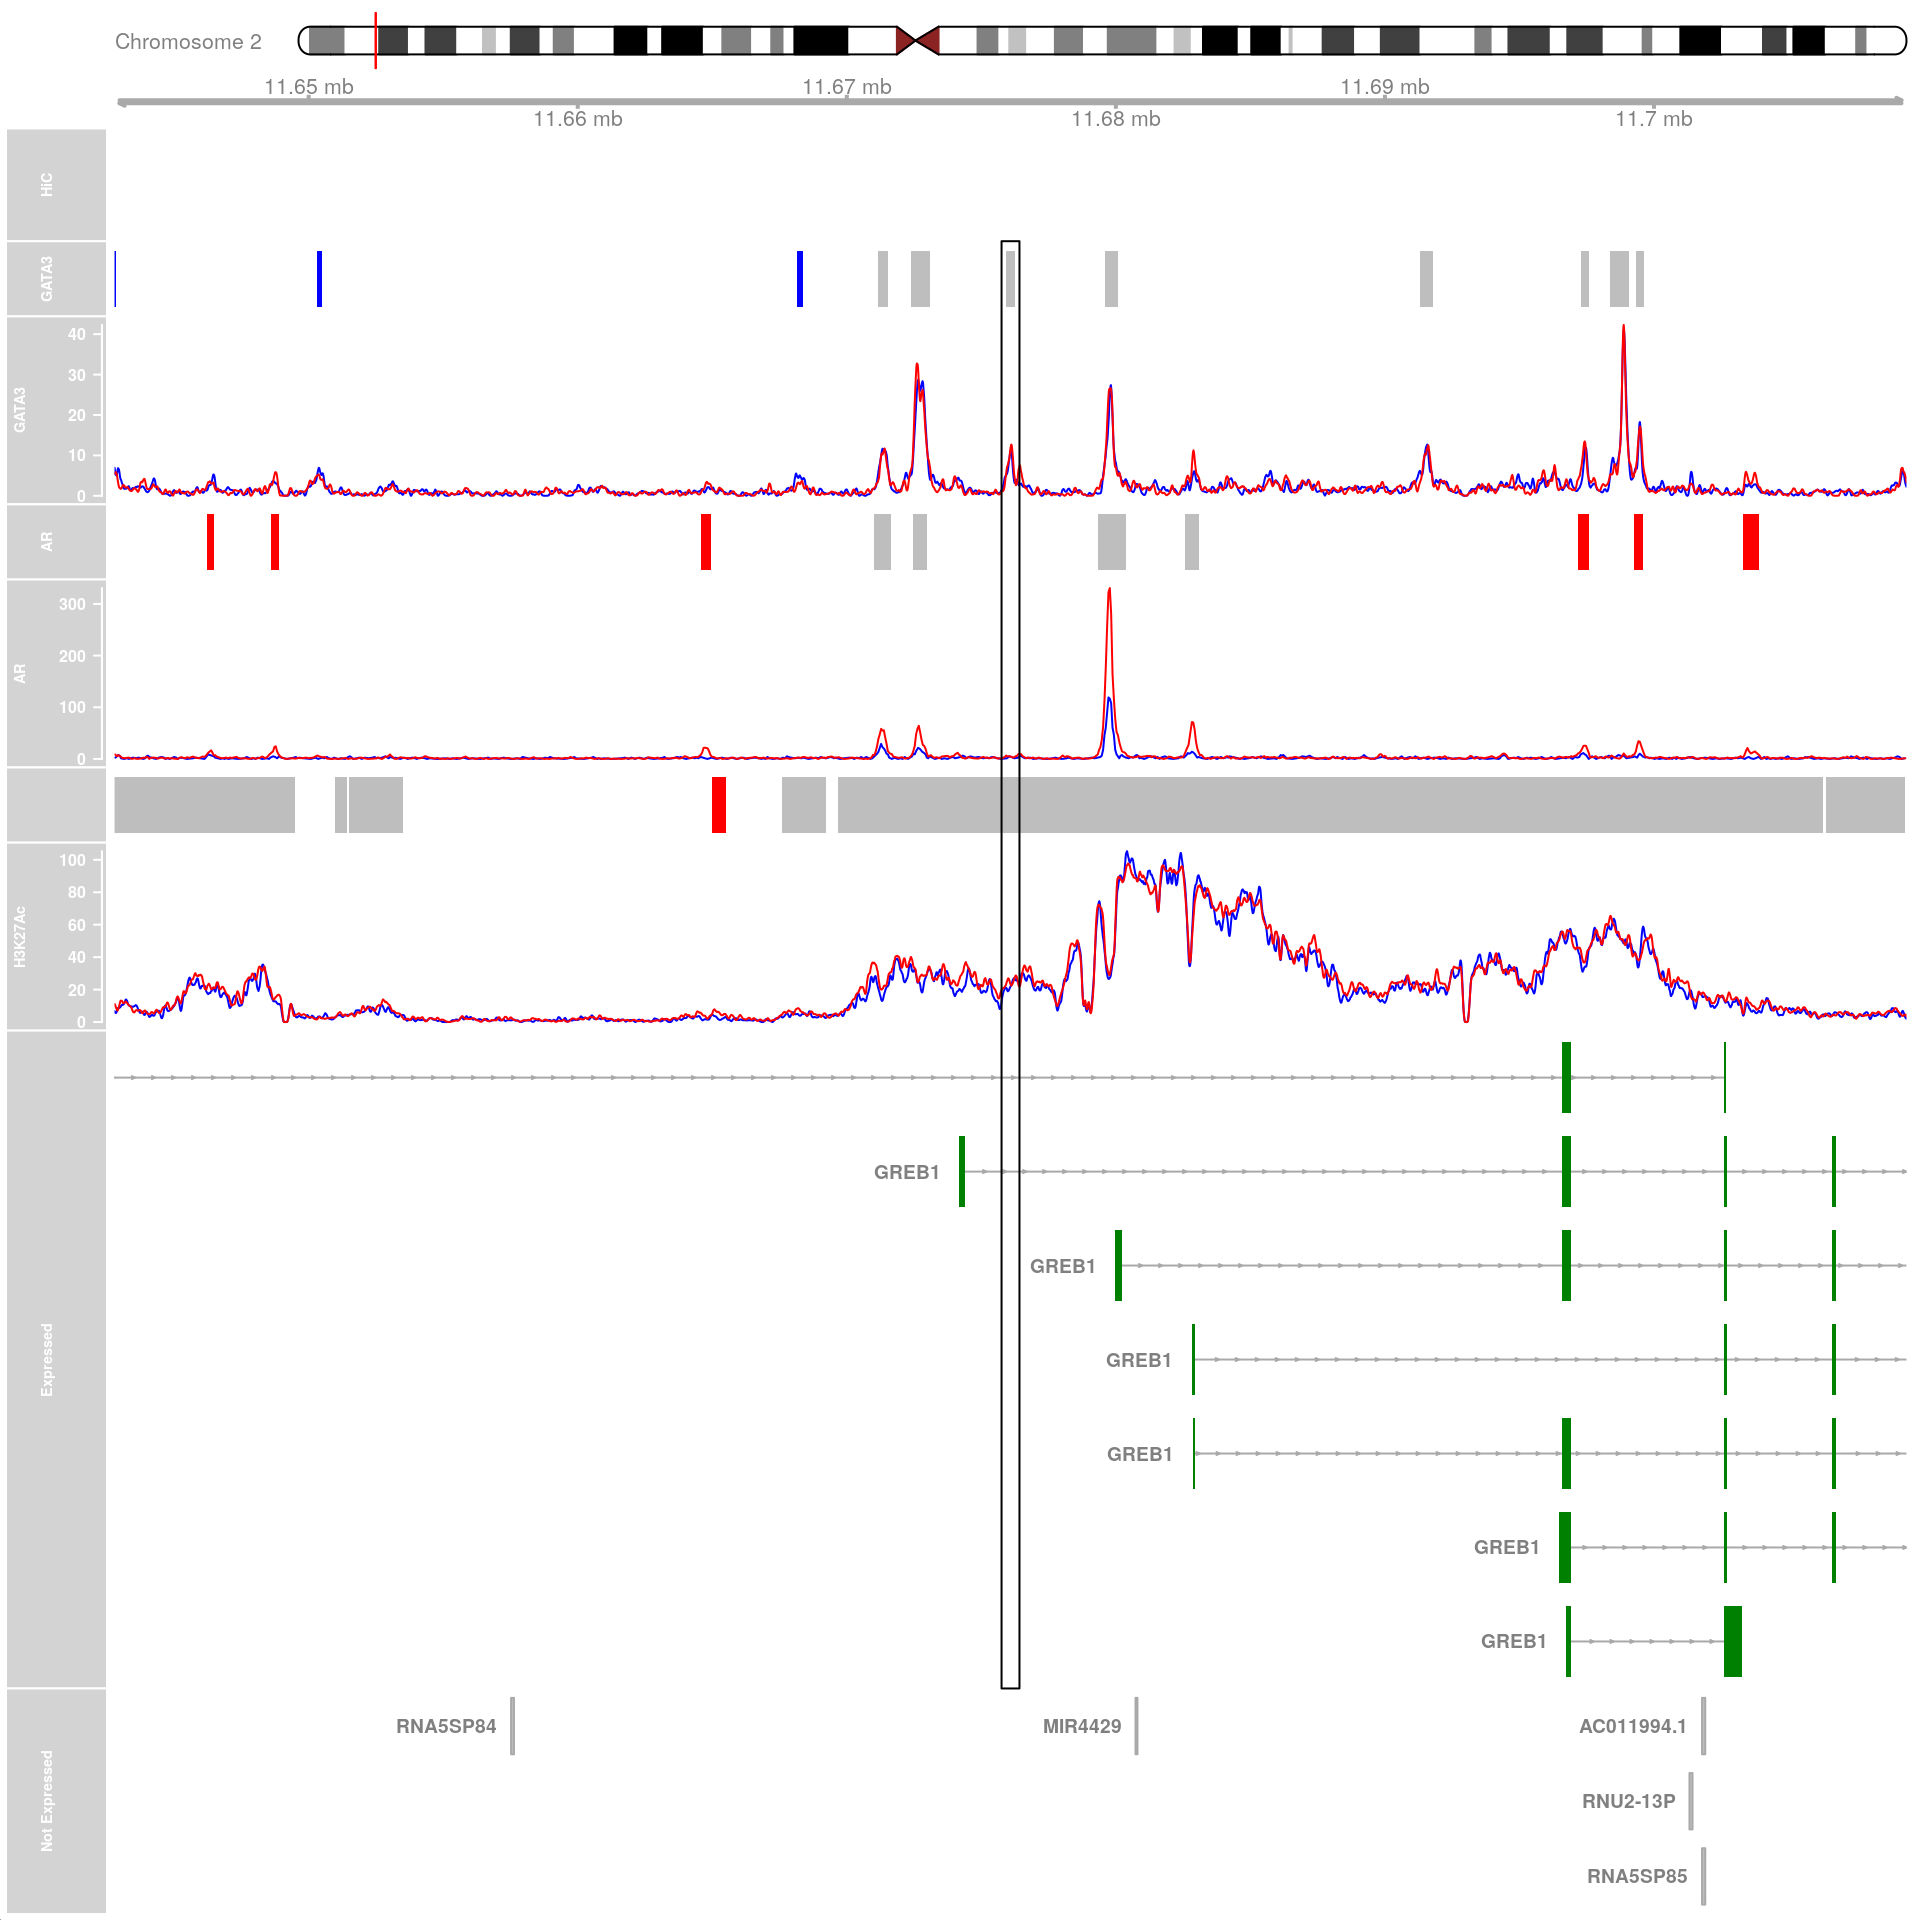 Chromosome 2
11.65 mb
11.67 mb
11.69 mb
11.66 mb
11.68 mb
11.7 mb
HiC
GATA3
GATA3
40
30
20
10
0
AR
AR
300
200
100
0
H3K27Ac
100
80
60
40
20
0
Expressed
GREB1
GREB1
GREB1
GREB1
GREB1
GREB1
Not Expressed
RNA5SP84
MIR4429
AC011994.1
RNU2-13P
RNA5SP85